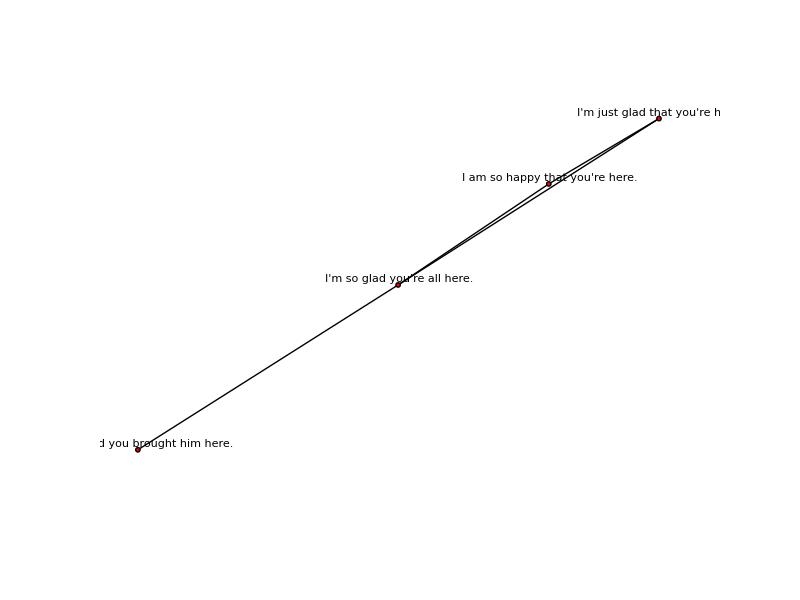 I'm just glad that you're h
I am so happy that you're here.
I'm so glad you're all here.
d you brought him here.